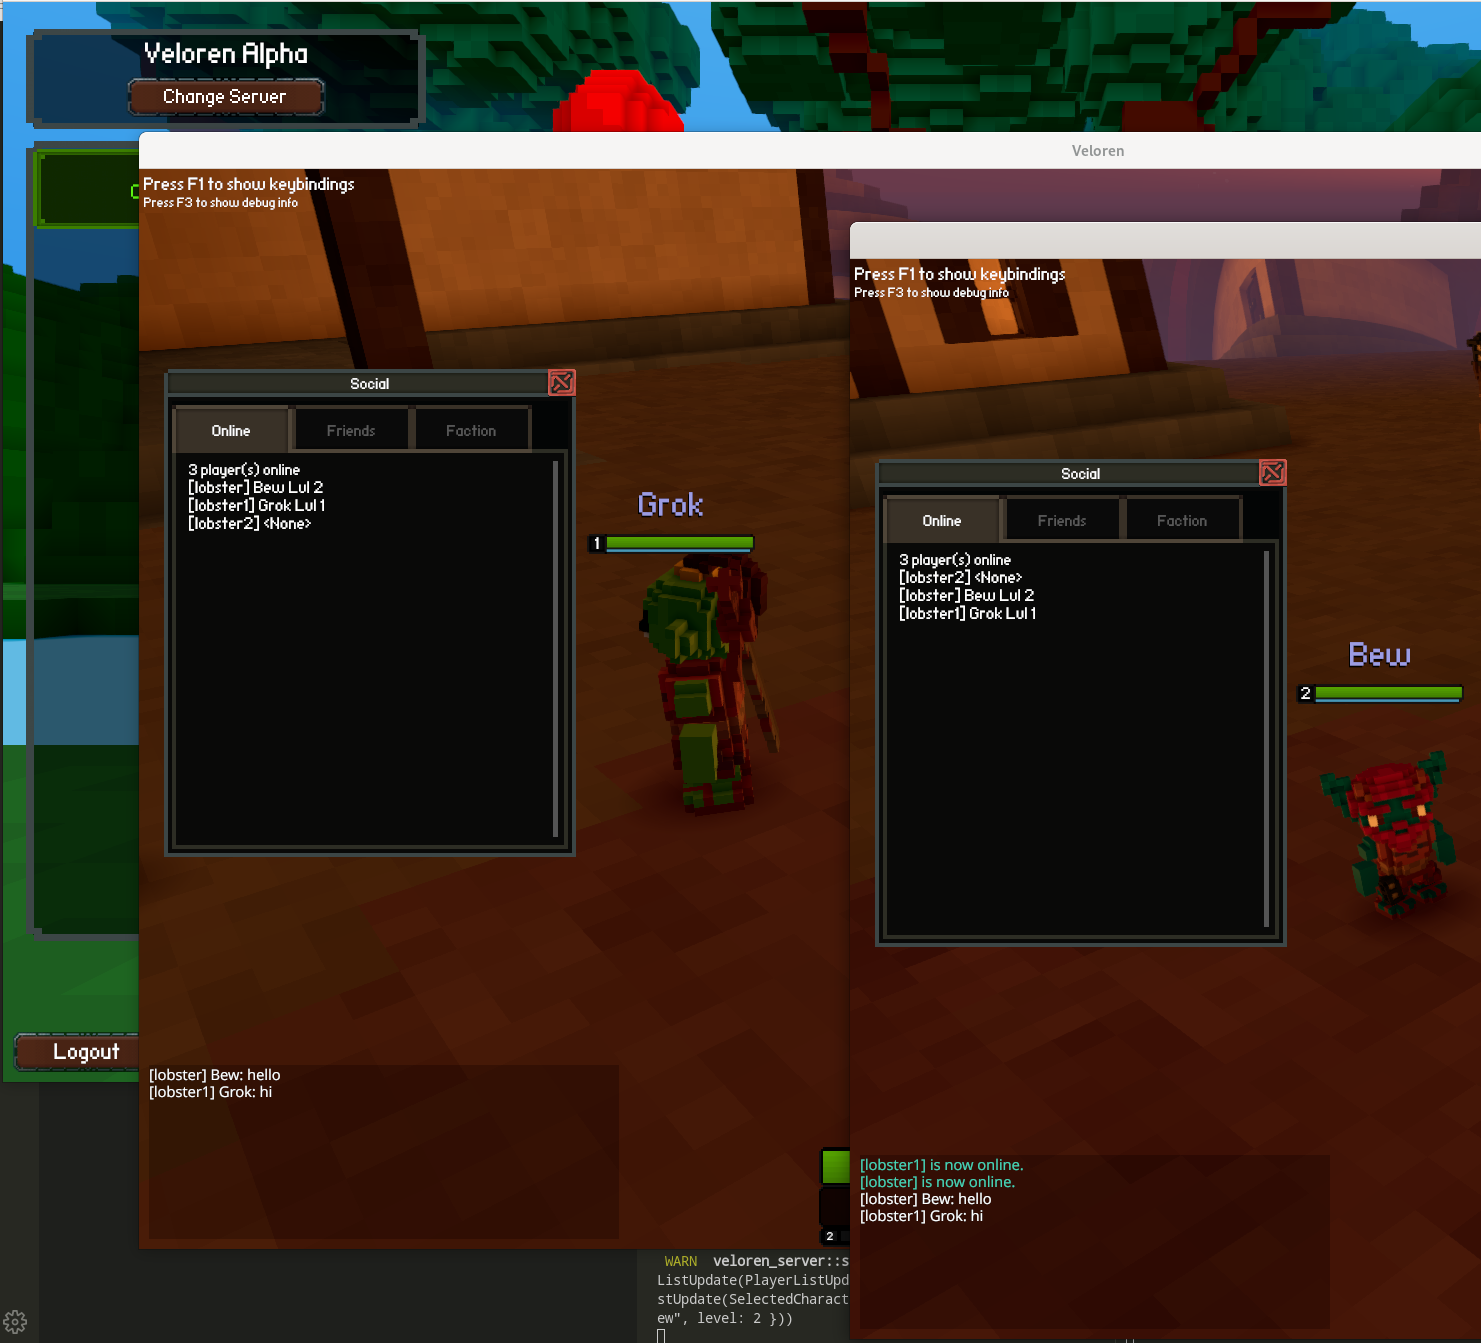 Veloren Alpha
Change Server
Veloren
Press F1 to show keybindings
Press F3 to show debug info
Social
Online Friends Faction
3 player(s) online
[lobster] Bew Lvl 2
[lobster1] Grok Lvl 1
[lobster2] <None>
Grok
1
Press F1 to show keybindings
Press F3 to show debug info
Social
Online Friends Faction
3 player(s) online
[lobster2] <None>
[lobster] Bew Lvl 2
[lobster1] Grok Lvl 1
Bew
2
Logout
[lobster] Bew: hello
[lobster1] Grok: hi
2
[lobster1] is now online.
[lobster] is now online.
[lobster] Bew: hello
[lobster1] Grok: hi
WARN veloren_server::s
ListUpdate(PlayerListUpd
stUpdate(SelectedCharact
ew", level: 2 }))